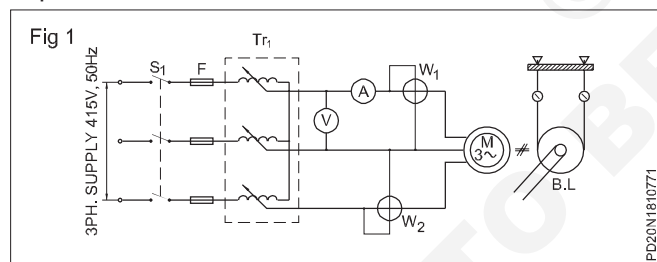 Fig 1
Tr1
S1
F
A
W1
V
M
3~
B.L
W2
3PH. SUPPLY 415V, 50Hz
PD20N1810771